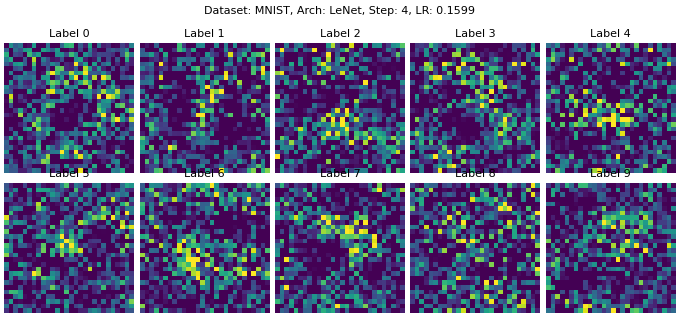 Dataset: MNIST, Arch: LeNet, Step: 4, LR: 0.1599
Label 0
Label 1
Label 2
Label 3
Label 4
Label 5
Label 6
Label 7
Label 8
Label 9